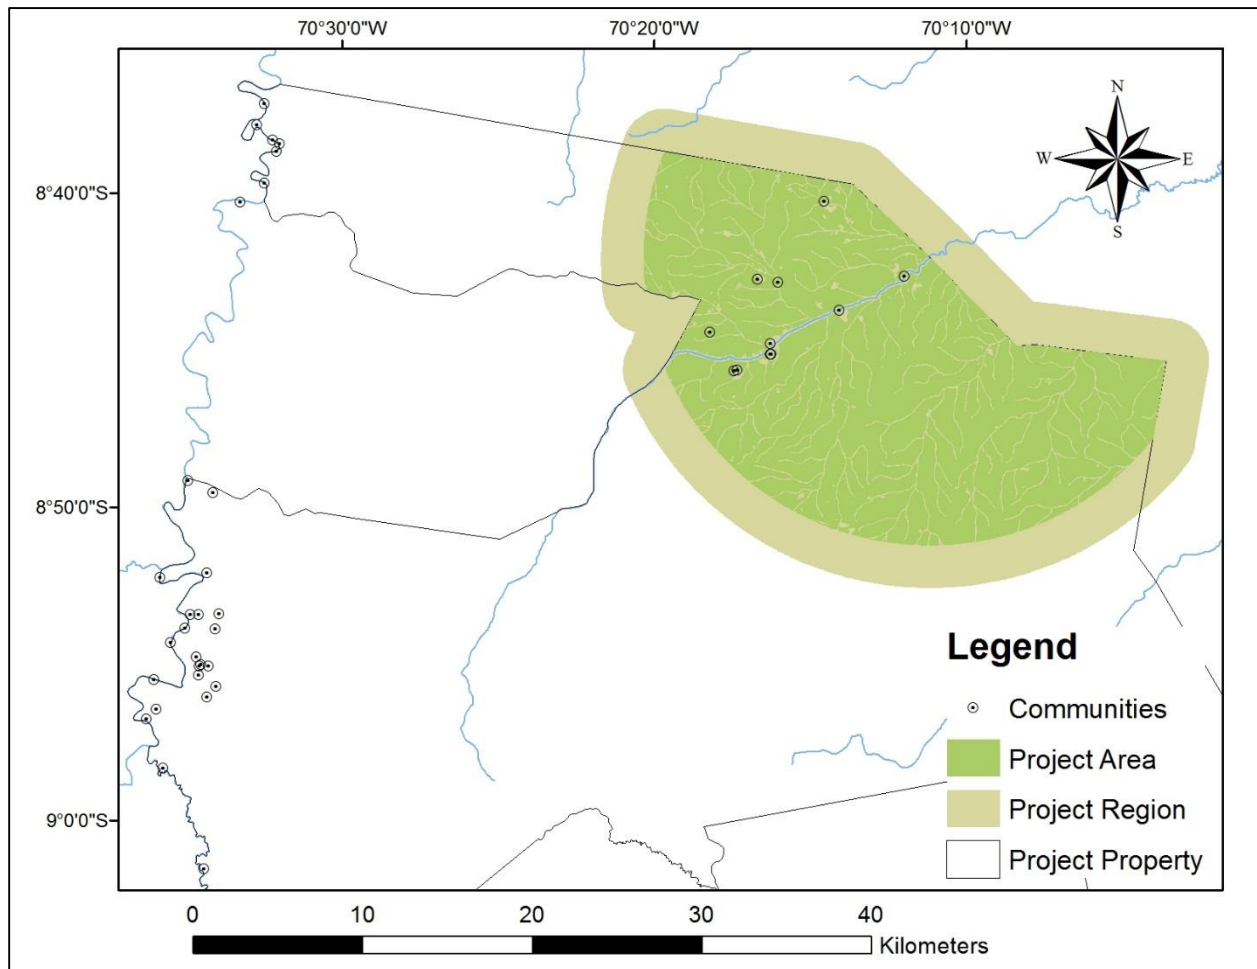 70°30'0"W 70°20'0"W 70°10'0"W
N
W E
S
8°40'0"S
8°50'0"S
9°0'0"S
Legend
Communities
Project Area
Project Region
Project Property
0 10 20 30 40
Kilometers